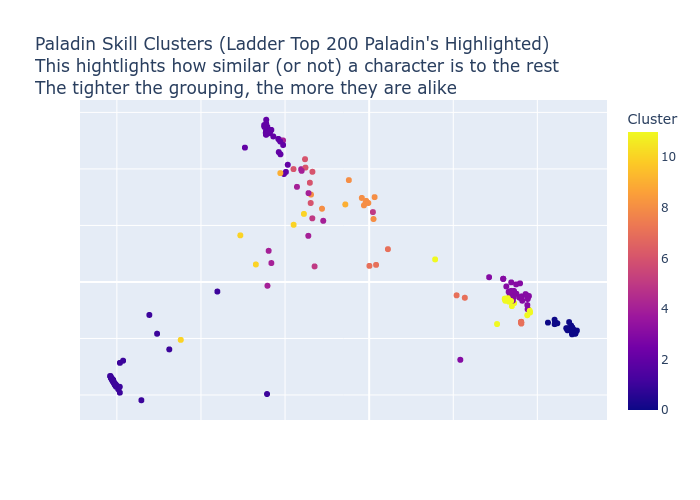 Paladin Skill Clusters (Ladder Top 200 Paladin's Highlighted)
This hightlights how similar (or not) a character is to the rest
The tighter the grouping, the more they are alike
Cluster
10
8
6
4
2
0